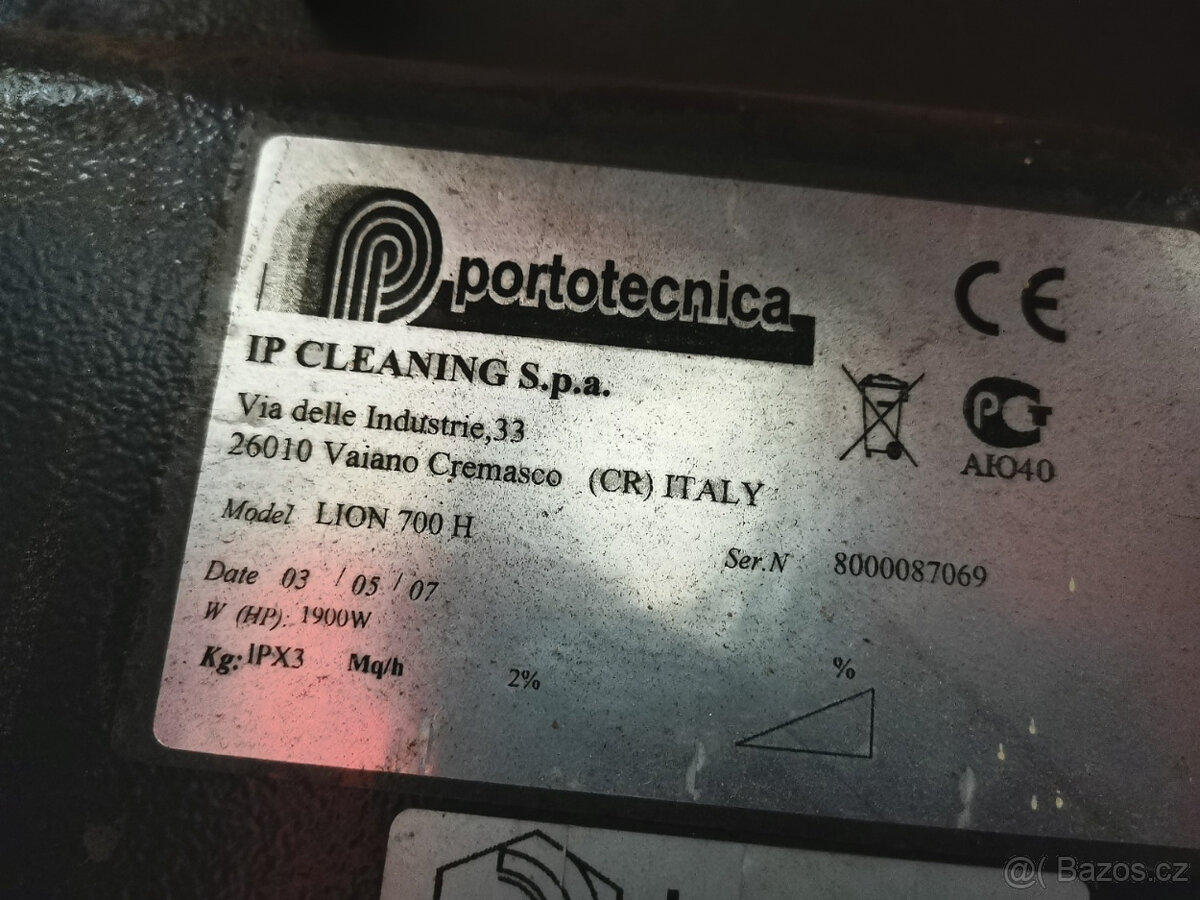 portotecnica
CE
IP CLEANING S.p.a.
Via delle Industrie,33
26010 Vaiano Cremasco (CR) ITALY
АЮ40
Model LION 700 H
Ser.N 8000087069
Date 03 / 05 / 07
W (HP): 1900W
Kg: IPX3 Mq/h 2% %
@( Bazos.cz